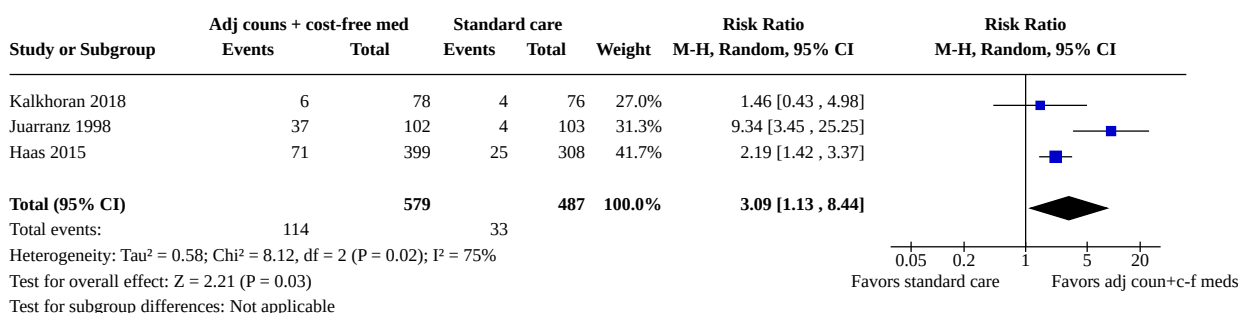 Adj couns + cost-free med Standard care Risk Ratio Risk Ratio
Study or Subgroup Events Total Events Total Weight M-H, Random, 95% CI M-H, Random, 95% CI
Kalkhoran 2018 6 78 4 76 27.0% 1.46 [0.43 , 4.98]
Juarranz 1998 37 102 4 103 31.3% 9.34 [3.45 , 25.25]
Haas 2015 71 399 25 308 41.7% 2.19 [1.42 , 3.37]
Total (95% CI) 579 487 100.0% 3.09 [1.13 , 8.44]
Total events: 114 33
Heterogeneity: Tau² = 0.58; Chi² = 8.12, df = 2 (P = 0.02); I² = 75%
0.05 0.2 1 5 20
Test for overall effect: Z = 2.21 (P = 0.03) Favors standard care Favors adj coun+c-f meds
Test for subgroup differences: Not applicable